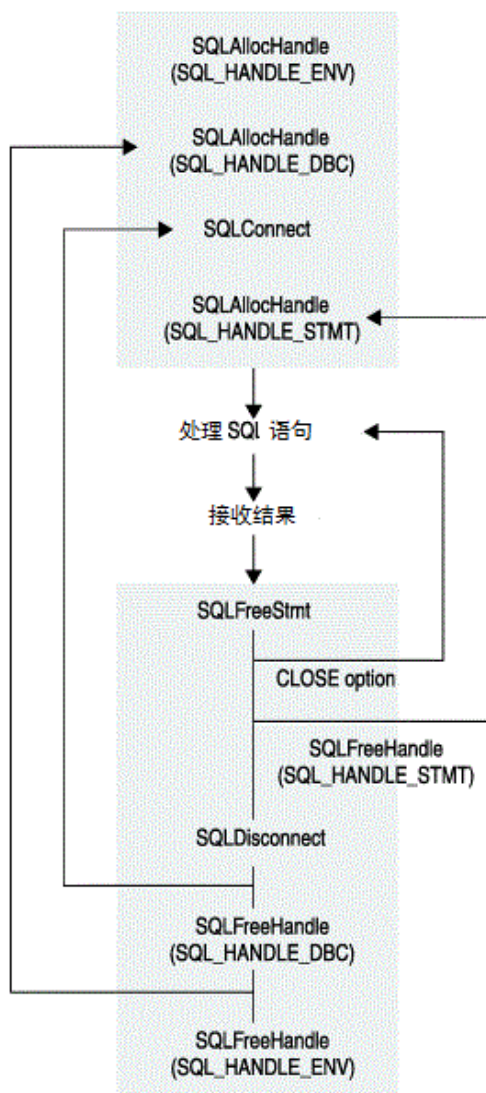 SQLAllocHandle
(SQL_HANDLE_ENV)
SQLAllocHandle
(SQL_HANDLE_DBC)
SQLConnect
SQLAllocHandle
(SQL_HANDLE_STMT)
处理 SQl 语句
接收结果
SQLFreeStmt
CLOSE option
SQLFreeHandle
(SQL_HANDLE_STMT)
SQLDisconnect
SQLFreeHandle
(SQL_HANDLE_DBC)
SQLFreeHandle
(SQL_HANDLE_ENV)